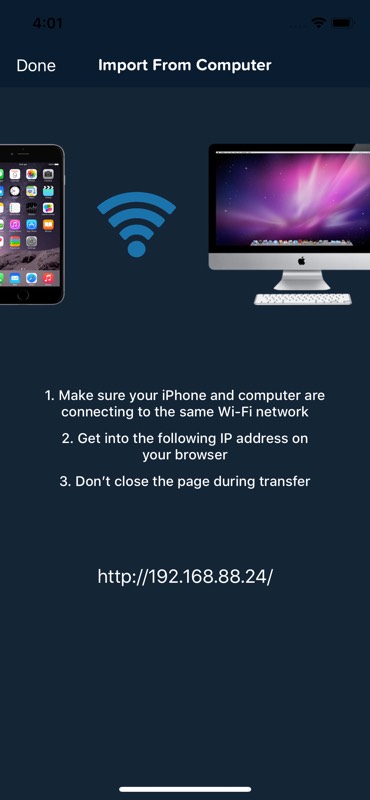 4:01
Done
Import From Computer
1. Make sure your iPhone and computer are
connecting to the same Wi-Fi network
2. Get into the following IP address on
your browser
3. Don’t close the page during transfer
http://192.168.88.24/